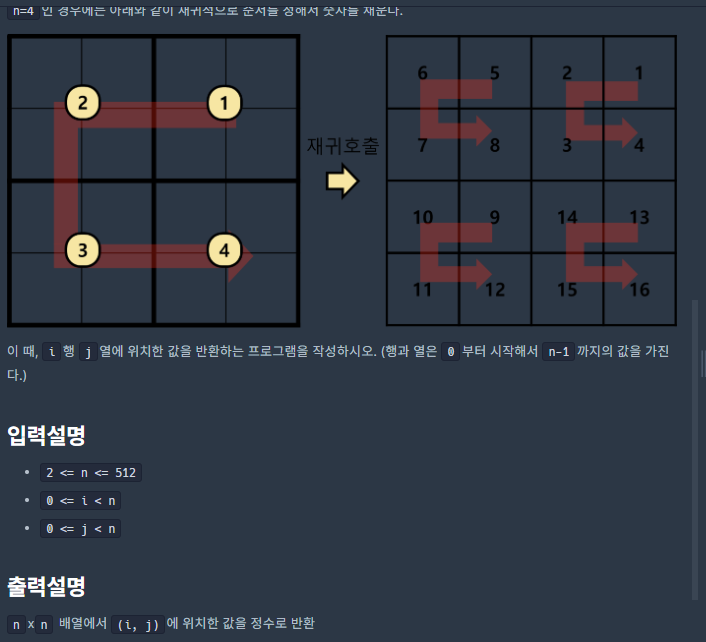 n=4 인 경우에는 아래와 같이 재귀적으로 순서를 정해서 숫자를 채운다.
2 1
3 4
재귀호출
6 5 2 1
7 8 3 4
10 9 14 13
11 12 15 16
이 때, i 행 j 열에 위치한 값을 반환하는 프로그램을 작성하시오. (행과 열은 0 부터 시작해서 n-1 까지의 값을 가진
다.)
입력설명
• 2 <= n <= 512
• 0 <= i < n
• 0 <= j < n
출력설명
n x n 배열에서 (i, j) 에 위치한 값을 정수로 반환